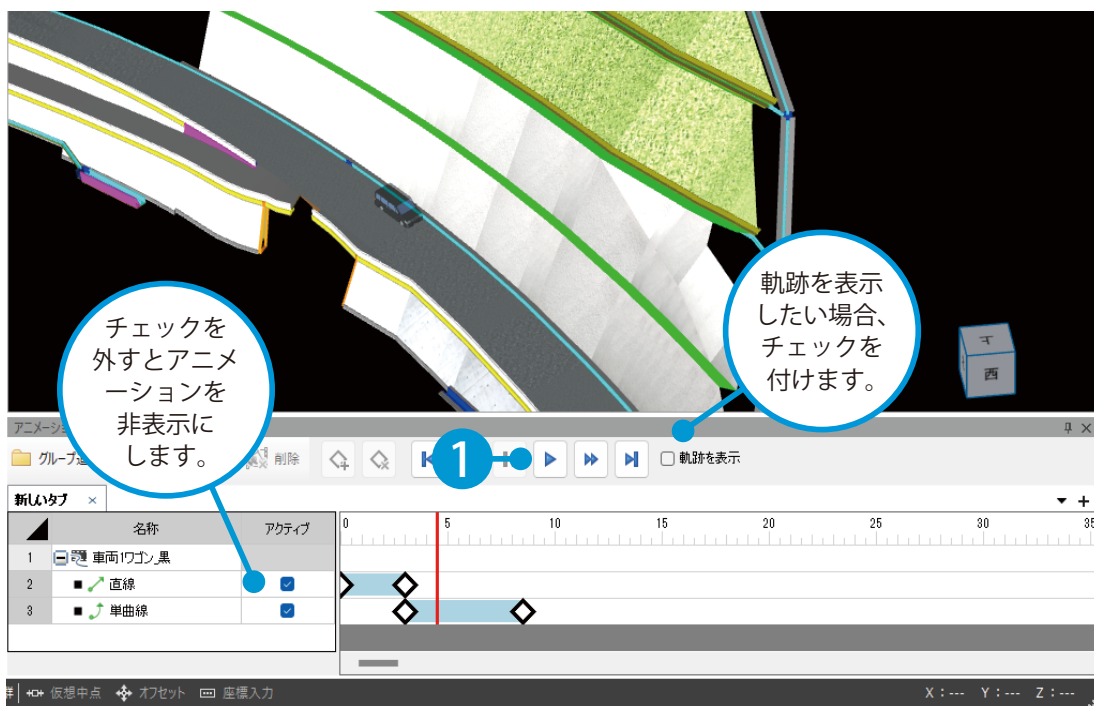 軌跡を表示
したい場合、
チェックを
付けます。
チェックを
外すとアニメ
ーションを
非表示に
します。
下
西
アニメーシ
グループ 削除 1 軌跡を表示
新しいタブ ×
名称 アクティブ 0 5 10 15 20 25 30 35
1 車両1ワゴン_黒
2 直線
3 単曲線
群 仮想中点 オフセット 座標入力 X : --- Y : --- Z : ---